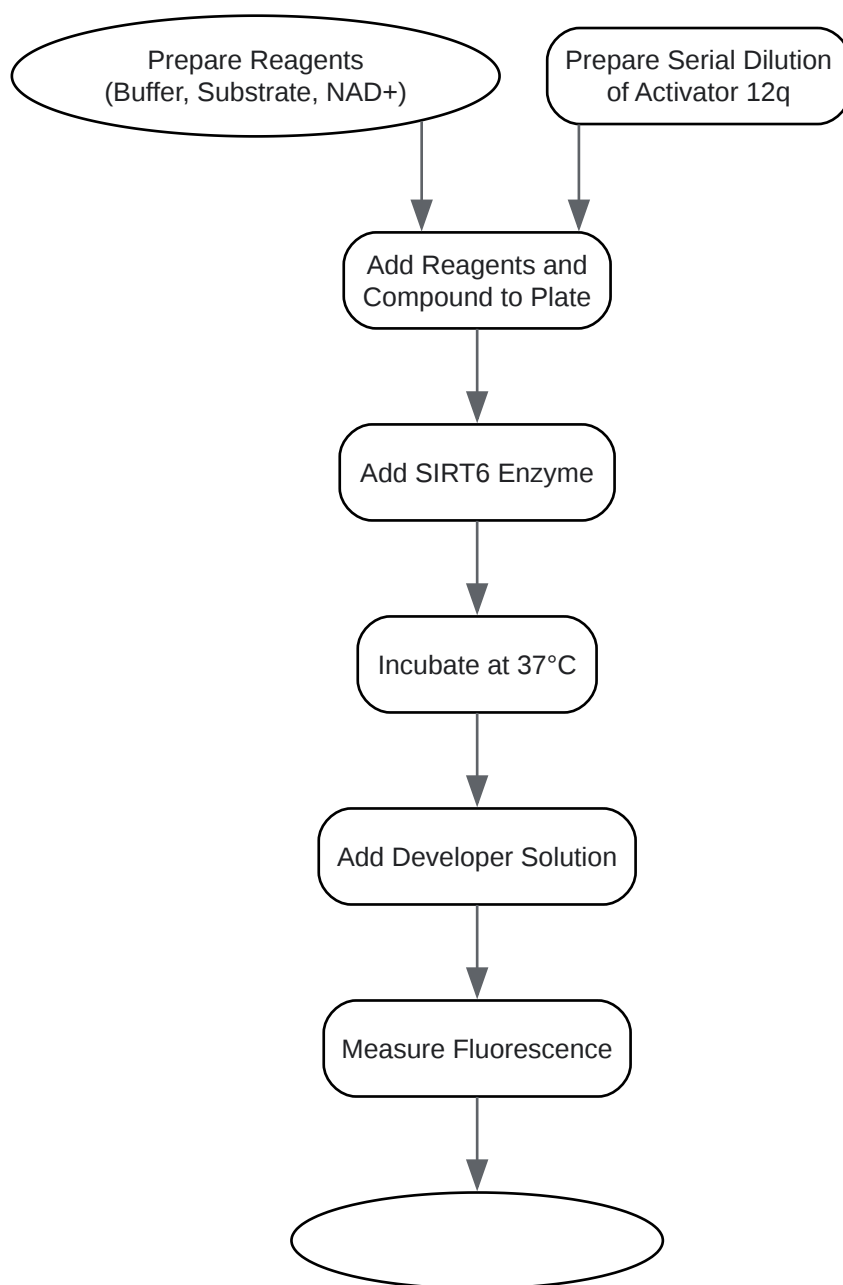 Prepare Reagents
(Buffer, Substrate, NAD+)
Prepare Serial Dilution
of Activator 12q
Add Reagents and
Compound to Plate
Add SIRT6 Enzyme
Incubate at 37°C
Add Developer Solution
Measure Fluorescence